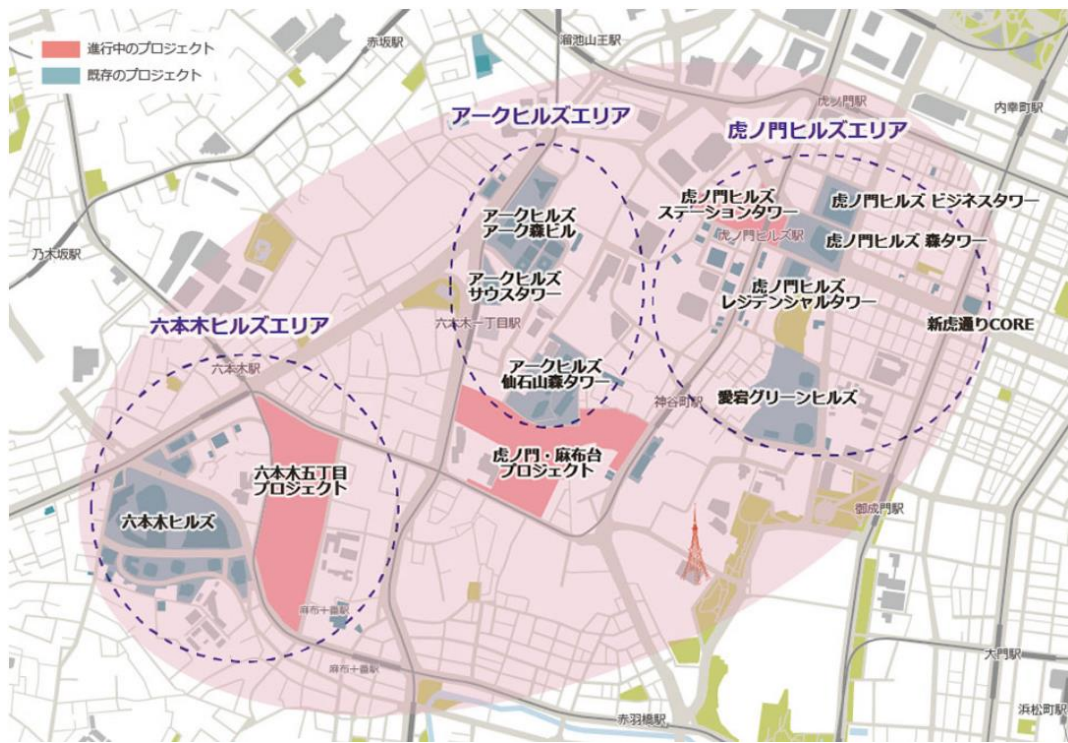 進行中のプロジェクト
既存のプロジェクト
赤坂駅
溜池山王駅
虎ノ門駅
内幸町駅
アークヒルズエリア
虎ノ門ヒルズエリア
アークヒルズ
アーク森ビル
虎ノ門ヒルズ
ステーションタワー
虎ノ門ヒルズ ビジネスタワー
虎ノ門ヒルズ駅
虎ノ門ヒルズ 森タワー
乃木坂駅
アークヒルズ
サウスタワー
虎ノ門ヒルズ
レジデンシャルタワー
六本木ヒルズエリア
六本木一丁目駅
新虎通りCORE
六本木駅
アークヒルズ
仙石山森タワー
神谷町駅
愛宕グリーンヒルズ
六本木五丁目
プロジェクト
虎ノ門・麻布台
プロジェクト
六本木ヒルズ
御成門駅
麻布十番駅
麻布十番駅
大門駅
赤羽橋駅
浜松町駅